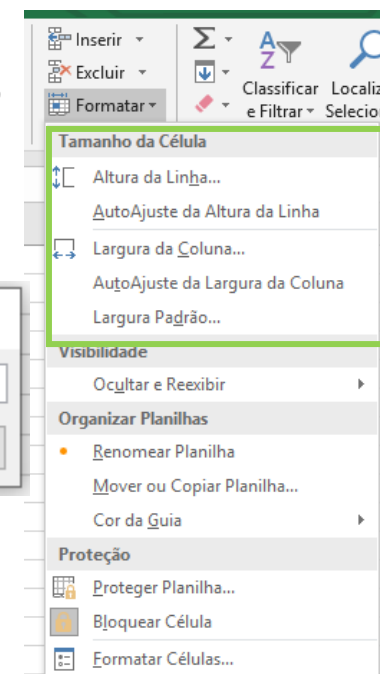 Inserir
Excluir
Formatar
Σ
AZ
Classificar
e Filtrar
Tamanho da Célula
Altura da Linha...
AutoAjuste da Altura da Linha
Largura da Coluna...
AutoAjuste da Largura da Coluna
Largura Padrão...
Visibilidade
Ocultar e Reexibir
Organizar Planilhas
Renomear Planilha
Mover ou Copiar Planilha...
Cor da Guia
Proteção
Proteger Planilha...
Bloquear Célula
Formatar Células...